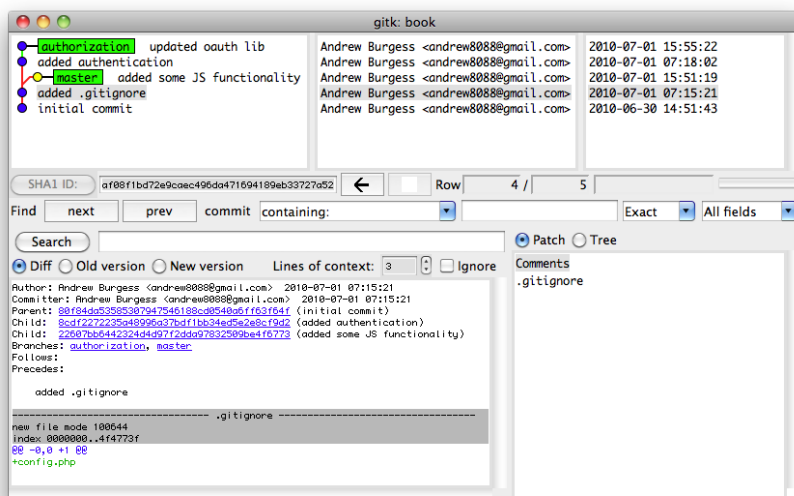 gitk: book
authorization updated oauth lib Andrew Burgess <andrew8088@gmail.com> 2010-07-01 15:55:22
added authentication Andrew Burgess <andrew8088@gmail.com> 2010-07-01 07:18:02
master added some JS functionality Andrew Burgess <andrew8088@gmail.com> 2010-07-01 15:51:19
added .gitignore Andrew Burgess <andrew8088@gmail.com> 2010-07-01 07:15:21
initial commit Andrew Burgess <andrew8088@gmail.com> 2010-06-30 14:51:43
SHA1 ID: af08f1bd72e9caec496da471694189eb33727a52 Row 4 / 5
Find next prev commit containing: Exact All fields
Search Patch Tree
Diff Old version New version Lines of context: 3 Ignore
Comments
.gitignore
Author: Andrew Burgess <andrew8088@gmail.com> 2010-07-01 07:15:21
Committer: Andrew Burgess <andrew8088@gmail.com> 2010-07-01 07:15:21
Parent: 80f84da53585307947546188cd0540a6ff63f64f (initial commit)
Child: 8cdf2272235a48996a37bdf1bb34ed5e2e8cf9d2 (added authentication)
Child: 22607bb6442324d4d97f2dda97832509be4f6773 (added some JS functionality)
Branches: authorization, master
Follows:
Precedes:
added .gitignore
--------------------------------- .gitignore ---------------------------------
new file mode 100644
index 0000000..4f4773f
@@ -0,0 +1 @@
+config.php